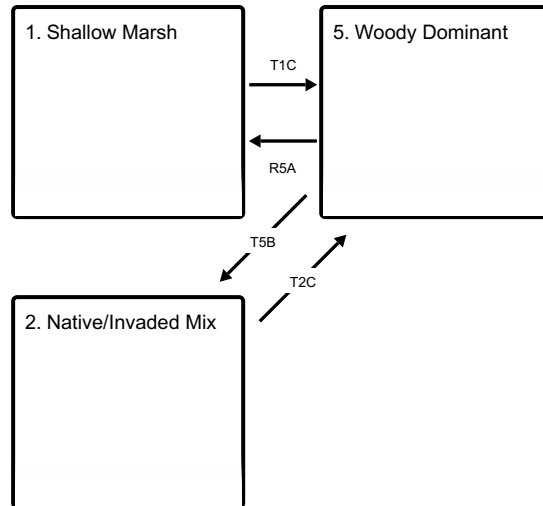 1. Shallow Marsh
5. Woody Dominant
T1C
R5A
T5B
T2C
2. Native/Invaded Mix